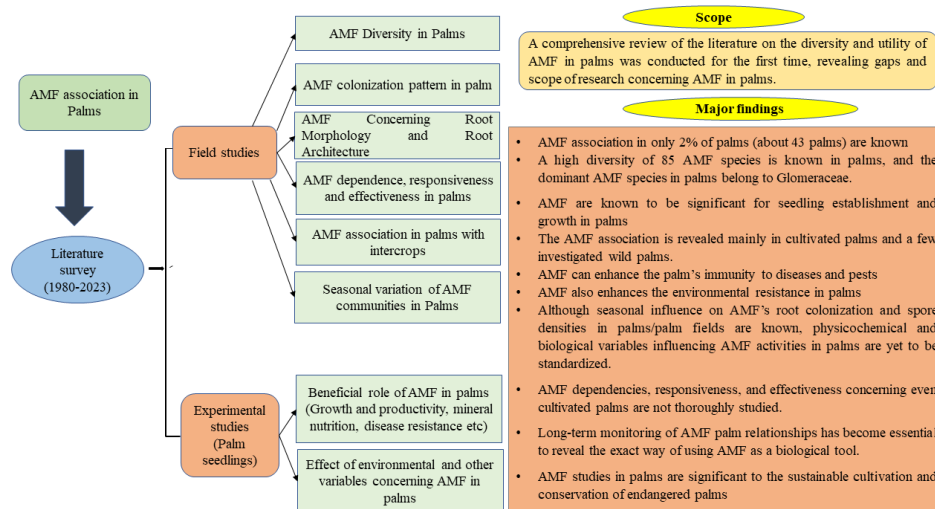 AMF association in
Palms
Literature
survey
(1980-2023)
Field studies
Experimental
studies
(Palm
seedlings)
AMF Diversity in Palms
AMF colonization pattern in palm
AMF Concerning Root
Morphology and Root
Architecture
AMF dependence, responsiveness
and effectiveness in palms
AMF association in palms with
intercrops
Seasonal variation of AMF
communities in Palms
Beneficial role of AMF in palms
(Growth and productivity, mineral
nutrition, disease resistance etc)
Effect of environmental and other
variables concerning AMF in
palms
Scope
A comprehensive review of the literature on the diversity and utility of
AMF in palms was conducted for the first time, revealing gaps and
scope of research concerning AMF in palms.
Major findings
• AMF association in only 2% of palms (about 43 palms) are known
• A high diversity of 85 AMF species is known in palms, and the
dominant AMF species in palms belong to Glomeraceae.
• AMF are known to be significant for seedling establishment and
growth in palms
• The AMF association is revealed mainly in cultivated palms and a few
investigated wild palms.
• AMF can enhance the palm's immunity to diseases and pests
• AMF also enhances the environmental resistance in palms
• Although seasonal influence on AMF's root colonization and spore
densities in palms/palm fields are known, physicochemical and
biological variables influencing AMF activities in palms are yet to be
standardized.
• AMF dependencies, responsiveness, and effectiveness concerning even
cultivated palms are not thoroughly studied.
• Long-term monitoring of AMF palm relationships has become essential
to reveal the exact way of using AMF as a biological tool.
• AMF studies in palms are significant to the sustainable cultivation and
conservation of endangered palms